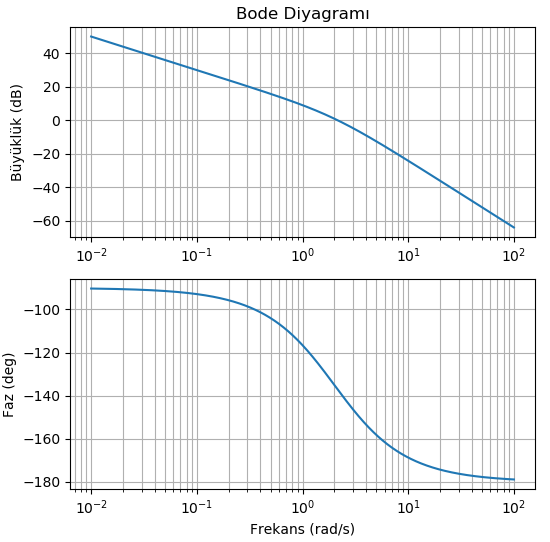 Bode Diyagramı
Büyüklük (dB)
40
20
0
−20
−40
−60
10⁻² 10⁻¹ 10⁰ 10¹ 10²
Faz (deg)
−100
−120
−140
−160
−180
10⁻² 10⁻¹ 10⁰ 10¹ 10²
Frekans (rad/s)